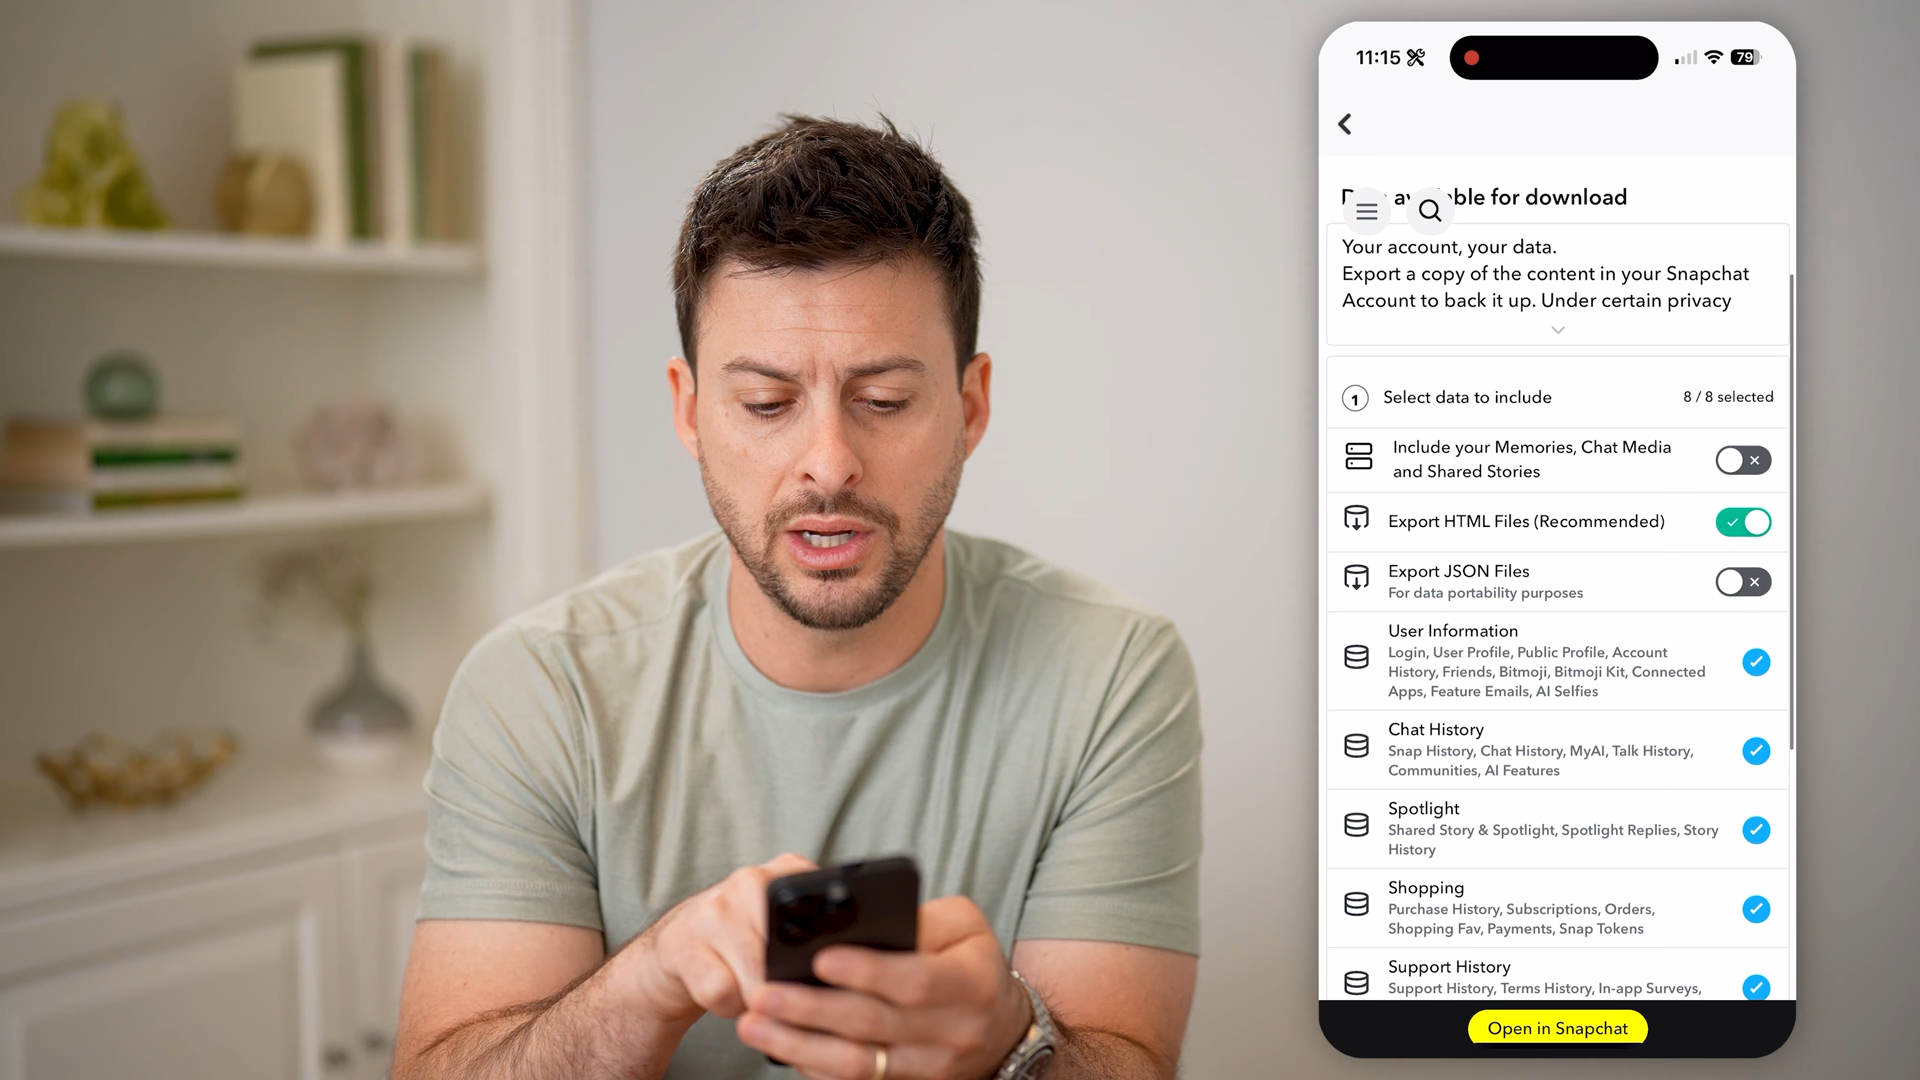 11:15
79
D av ble for download
Your account, your data.
Export a copy of the content in your Snapchat
Account to back it up. Under certain privacy
1 Select data to include 8 / 8 selected
Include your Memories, Chat Media
and Shared Stories
Export HTML Files (Recommended)
Export JSON Files
For data portability purposes
User Information
Login, User Profile, Public Profile, Account
History, Friends, Bitmoji, Bitmoji Kit, Connected
Apps, Feature Emails, AI Selfies
Chat History
Snap History, Chat History, MyAI, Talk History,
Communities, AI Features
Spotlight
Shared Story & Spotlight, Spotlight Replies, Story
History
Shopping
Purchase History, Subscriptions, Orders,
Shopping Fav, Payments, Snap Tokens
Support History
Support History, Terms History, In-app Surveys,
Open in Snapchat